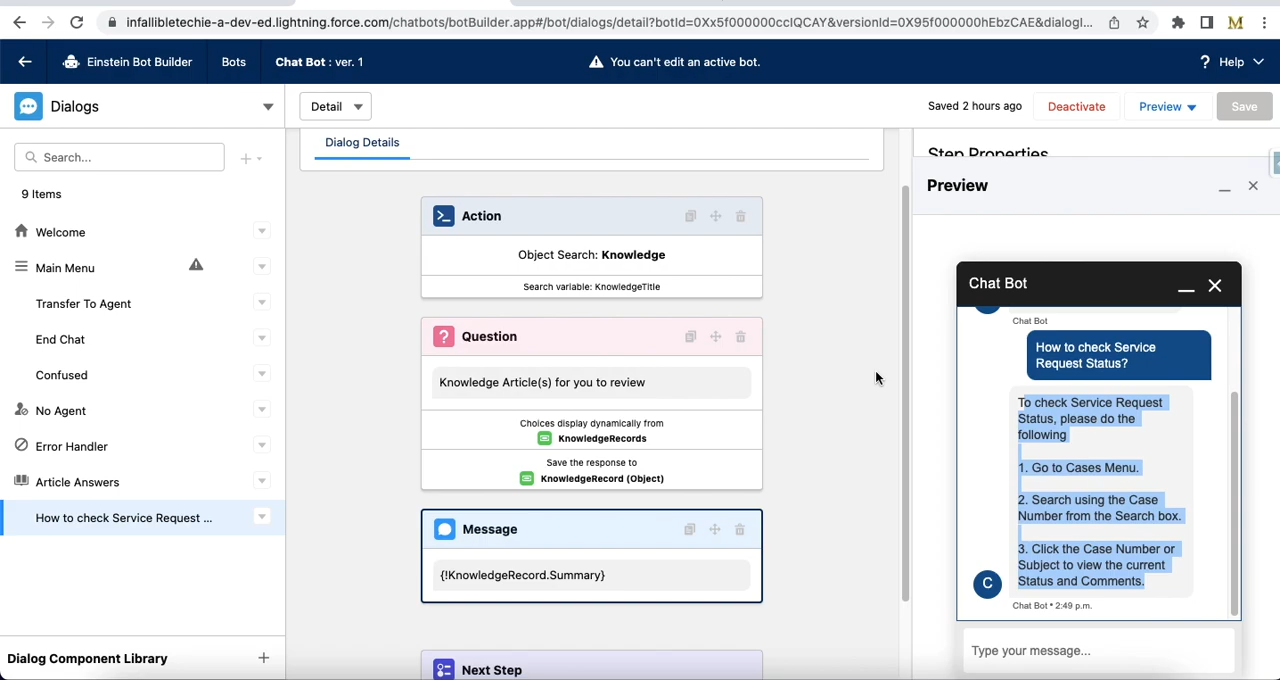 infallibletechie-a-dev-ed.lightning.force.com/chatbots/botBuilder.app#/bot/dialogs/detail?botId=0Xx5f000000ccIQCAY&versionId=0X95f000000hEbzCAE&dialogI...
M
Einstein Bot Builder
Bots
Chat Bot : ver. 1
You can't edit an active bot.
? Help
Dialogs
Detail
Saved 2 hours ago
Deactivate
Preview
Save
Search...
9 Items
Welcome
Main Menu
Transfer To Agent
End Chat
Confused
No Agent
Error Handler
Article Answers
How to check Service Request ...
Dialog Component Library
Dialog Details
Action
Object Search: Knowledge
Search variable: KnowledgeTitle
? Question
Knowledge Article(s) for you to review
Choices display dynamically from
KnowledgeRecords
Save the response to
KnowledgeRecord (Object)
Message
{!KnowledgeRecord.Summary}
Next Step
Step Properties
Preview
Chat Bot
Chat Bot
How to check Service
Request Status?
To check Service Request
Status, please do the
following
1. Go to Cases Menu.
2. Search using the Case
Number from the Search box.
3. Click the Case Number or
Subject to view the current
Status and Comments.
C
Chat Bot • 2:49 p.m.
Type your message...